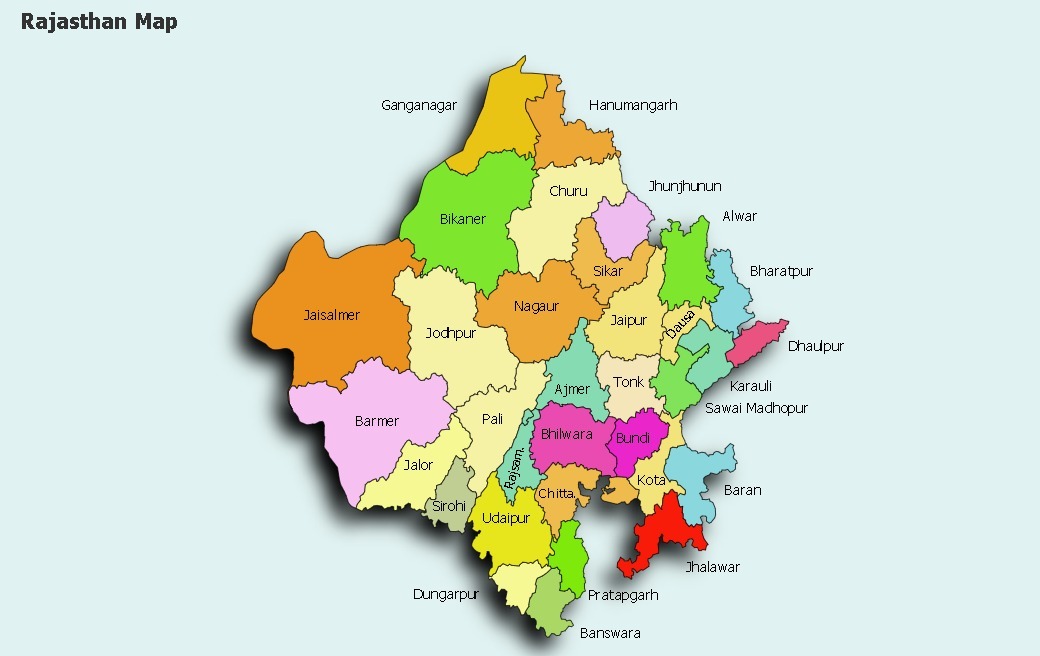 Rajasthan Map
Ganganagar
Hanumangarh
Churu
Jhunjhunun
Bikaner
Alwar
Sikar
Bharatpur
Nagaur
Jaisalmer
Jaipur
Dausa
Jodhpur
Dhaulpur
Tonk
Karauli
Ajmer
Sawai Madhopur
Barmer
Pali
Bhilwara
Bundi
Jalor
Rajsam.
Kota
Baran
Chitta.
Sirohi
Udaipur
Jhalawar
Dungarpur
Pratapgarh
Banswara